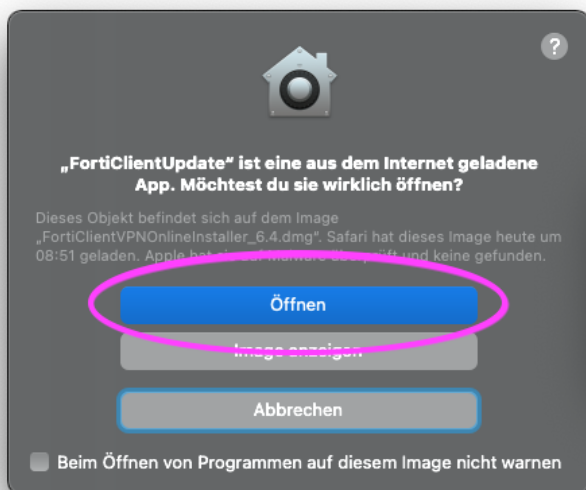 ?
„FortiClientUpdate“ ist eine aus dem Internet geladene
App. Möchtest du sie wirklich öffnen?
Dieses Objekt befindet sich auf dem Image
„FortiClientVPNOnlineInstaller_6.4.dmg“. Safari hat dieses Image heute um
08:51 geladen. Apple hat sie auf Malware überprüft und keine gefunden.
Öffnen
Image anzeigen
Abbrechen
Beim Öffnen von Programmen auf diesem Image nicht warnen